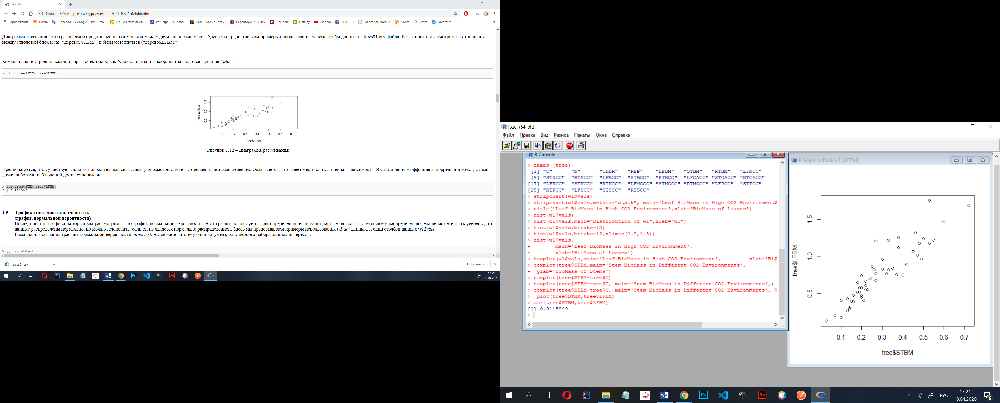 lab6.htm
Файл | D:/Университет/3курс/6семестр/СиТИОД/lb6/lab6.htm
Приложения Почта Переводчик Google Gmail Мой AliExpress: Уп... Регистрация новог... Лапин Борис - ска... Рефакторинг и Пат... GoHome Hata.by Sindom REALT.BY Квартира-Дом.BY Slanet Resta Domovita »
Диаграмма рассеяния - это графическое представление взаимосвязи между двумя наборами чисел. Здесь мы предоставляем примеры использования дерева фрейм данных из trees91.csv файла. В частности, мы смотрим на отношения
между стволовой биомассы (“дерево$STBM”) и биомассы листьев (“дерево$LFBM”).
Команда для построения каждой пары точек таких, как X-координаты и Y-координаты является функция “plot”:
> plot(tree$STBM,tree$LFBM)
tree$LFBM
1.5
1.0
0.5
0.1 0.2 0.3 0.4 0.5 0.6 0.7
tree$STBM
Рисунок 1.12 – Диаграмма рассеивания
Предполагается, что существует сильная положительная связь между биомассой стволов деревьев и листьями деревьев. Оказывается, что имеет место быть линейная зависимость. В самом деле, коэффициент корреляции между этими
двумя наборами наблюдений достаточно высок:
> cor(tree$STBM,tree$LFBM)
[1] 0.911595
1.5 График типа квантиль-квантиль
(график нормальной вероятности)
Последний тип графика, который мы рассмотрим – это график нормальной вероятности. Этот график используется для определения, если ваши данные близки к нормальному распределению. Вы не можете быть уверены, что
данные распределены нормально, но можно исключить, если он не является нормально распределенной. Здесь мы предоставляем примеры использования w1.dat данных, и один столбец данных w1$vals.
Команда для создания графика нормальной вероятности qqnorm(). Вы можете дать ему один аргумент, одномерного набора данных интересов:
> qqnorm(w1$vals)
trees91.csv
Показать все
17:21
18.04.2020
RGui (64-bit)
Файл Правка Вид Разное Пакеты Окна Справка
STOP
R Console
> names (tree)
[1] "C" "N" "CHBR" "REP" "LFBM" "STBM" "RTBM" "LFNCC"
[9] "STNCC" "RTNCC" "LFBCC" "STBCC" "RTBCC" "LFCACC" "STCACC" "RTCACC"
[17] "LFKCC" "STKCC" "RTKCC" "LFMGCC" "STMGCC" "RTMGCC" "LFPCC" "STPCC"
[25] "RTPCC" "LFSCC" "STSCC" "RTSCC"
> stripchart(w1$vals)
> stripchart(w1$vals,method="stack", main='Leaf BioMass in High CO2 Environment$
> title('Leaf BioMass in High CO2 Environment',xlab='BioMass of Leaves')
> hist(w1$vals)
> hist(w1$vals,main="Distribution of w1",xlab="w1")
> hist(w1$vals,breaks=12)
> hist(w1$vals,breaks=12,xlim=c(0.9,1.3))
> hist(w1$vals,
+ main='Leaf BioMass in High CO2 Environment',
+ xlab='BioMass of Leaves')
> boxplot(w1$vals,main='Leaf BioMass in High CO2 Environment', xlab='Bi$
> boxplot(tree$STBM,main='Stem BioMass in Different CO2 Environments',
+ ylab='BioMass of Stems')
> boxplot(tree$STBM~tree$C)
> boxplot(tree$STBM~tree$C, main='Stem BioMass in Different CO2 Environments',)
> boxplot(tree$STBM~tree$C, main='Stem BioMass in Different CO2 Environments', $
> plot(tree$STBM,tree$LFBM)
> cor(tree$STBM,tree$LFBM)
[1] 0.9115949
>
R Graphics: Device 2 (ACTIVE)
tree$LFBM
1.5
1.0
0.5
0.1 0.2 0.3 0.4 0.5 0.6 0.7
tree$STBM
РУС
17:21
18.04.2020
6